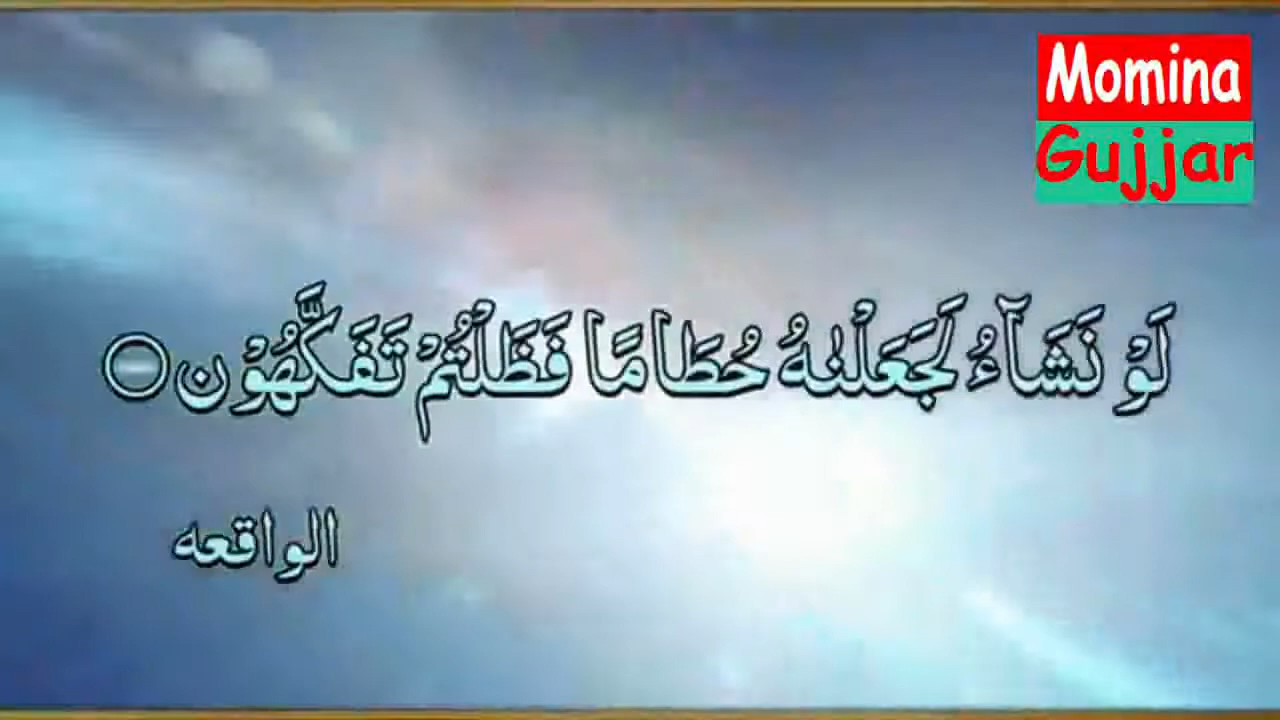 Momina
Gujjar
لَوْ نَشَآءُ لَجَعَلْنٰهُ حُطَامًا فَظَلْتُمْ تَفَكَّهُوْنَ
الواقعه